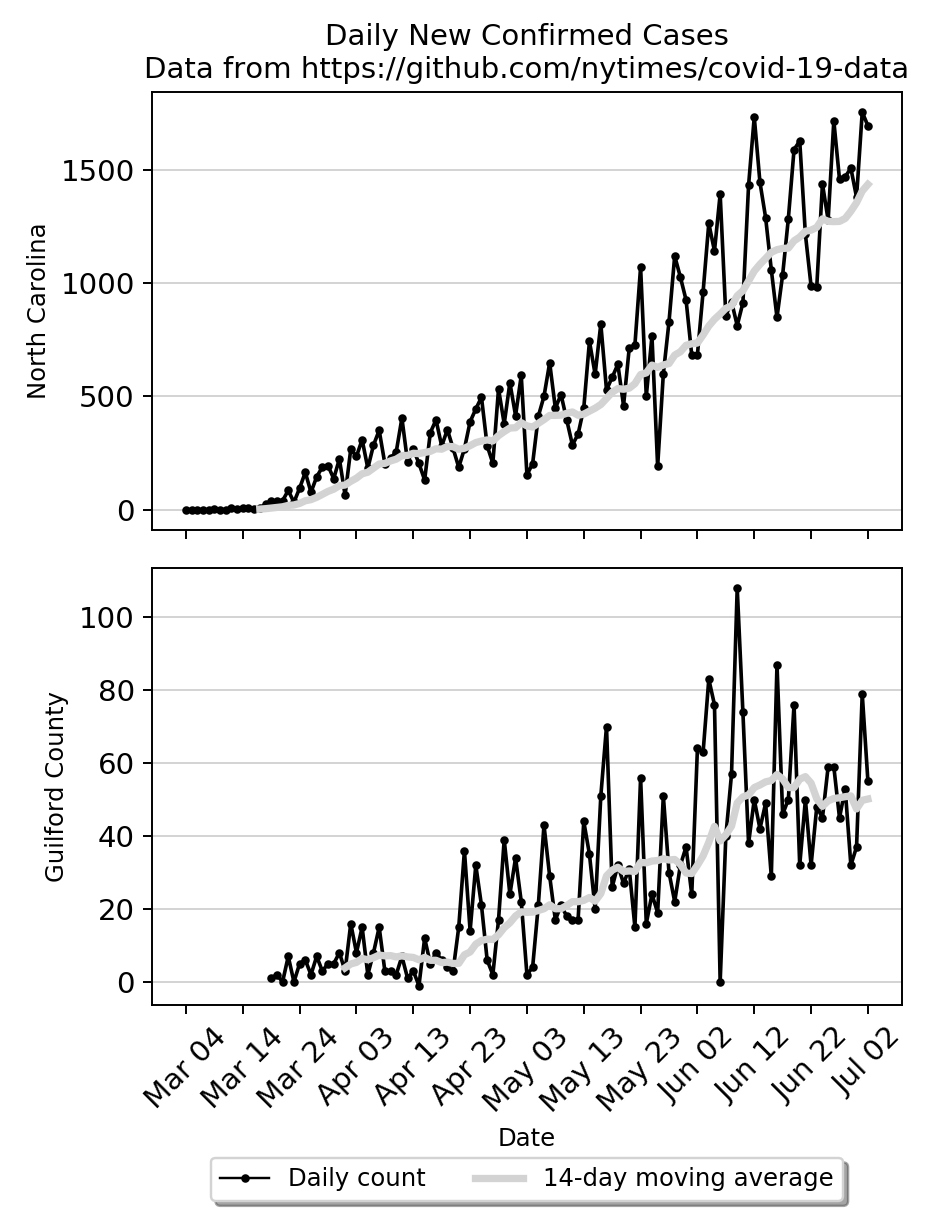 Daily New Confirmed Cases
Data from https://github.com/nytimes/covid-19-data
North Carolina
1500
1000
500
0
Guilford County
100
80
60
40
20
0
Mar 04
Mar 14
Mar 24
Apr 03
Apr 13
Apr 23
May 03
May 13
May 23
Jun 02
Jun 12
Jun 22
Jul 02
Date
Daily count
14-day moving average